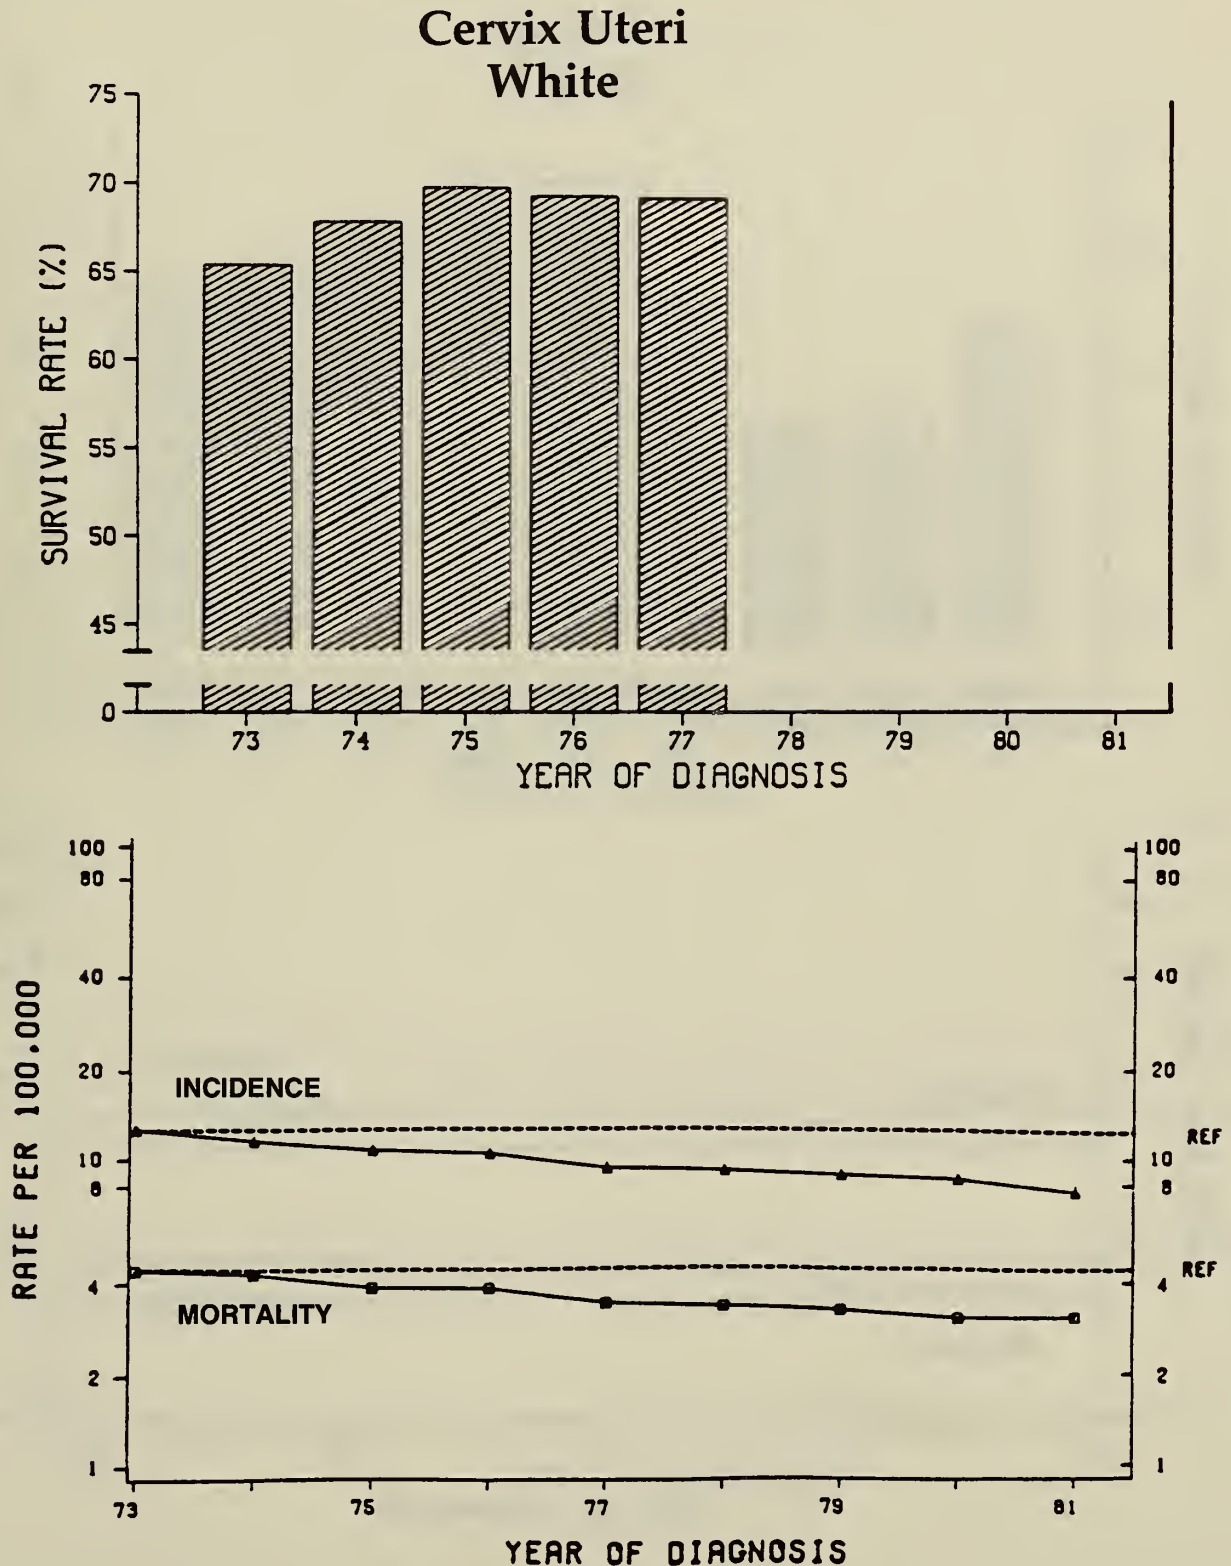 Cervix Uteri
White
75
70
65
60
55
50
45
0
SURVIVAL RATE (%)
73 74 75 76 77 78 79 80 81
YEAR OF DIAGNOSIS
100 100
80 80
40 40
20 20
INCIDENCE
REF
10 10
8 8
REF
4 4
MORTALITY
2 2
1 1
RATE PER 100.000
73 75 77 79 81
YEAR OF DIAGNOSIS